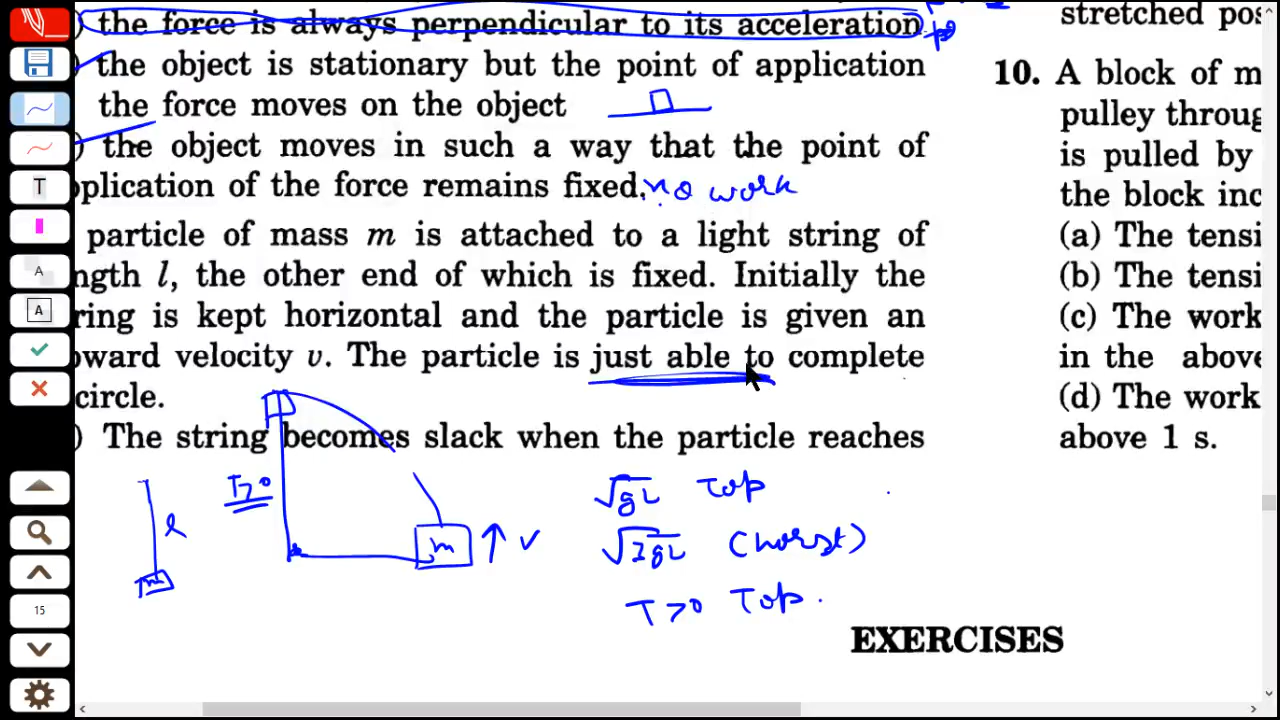 ) the force is always perpendicular to its acceleration
the object is stationary but the point of application
the force moves on the object
) the object moves in such a way that the point of
pplication of the force remains fixed. no work
particle of mass m is attached to a light string of
ngth l, the other end of which is fixed. Initially the
ring is kept horizontal and the particle is given an
oward velocity v. The particle is just able to complete
circle.
) The string becomes slack when the particle reaches
T>0
l
m
m
v
√gL Top
√3gL
T>0 Top.
stretched pos
10. A block of m
pulley throug
is pulled by
the block inc
(a) The tensi
(b) The tensi
(c) The work
in the above
(d) The work
above 1 s.
EXERCISES
T
A
A
15